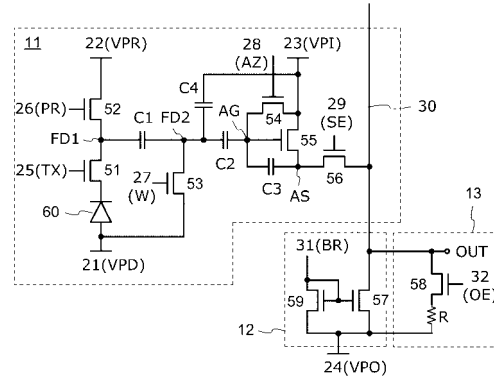 11
22(VPR)
28
(AZ)
23(VPI)
C4
29
(SE)
30
26(PR)
52
C1
FD2
AG
54
FD1
55
25(TX)
51
27
(W)
53
C2
C3
56
AS
60
13
21(VPD)
31(BR)
OUT
59
57
58
32
(OE)
R
12
24(VPO)